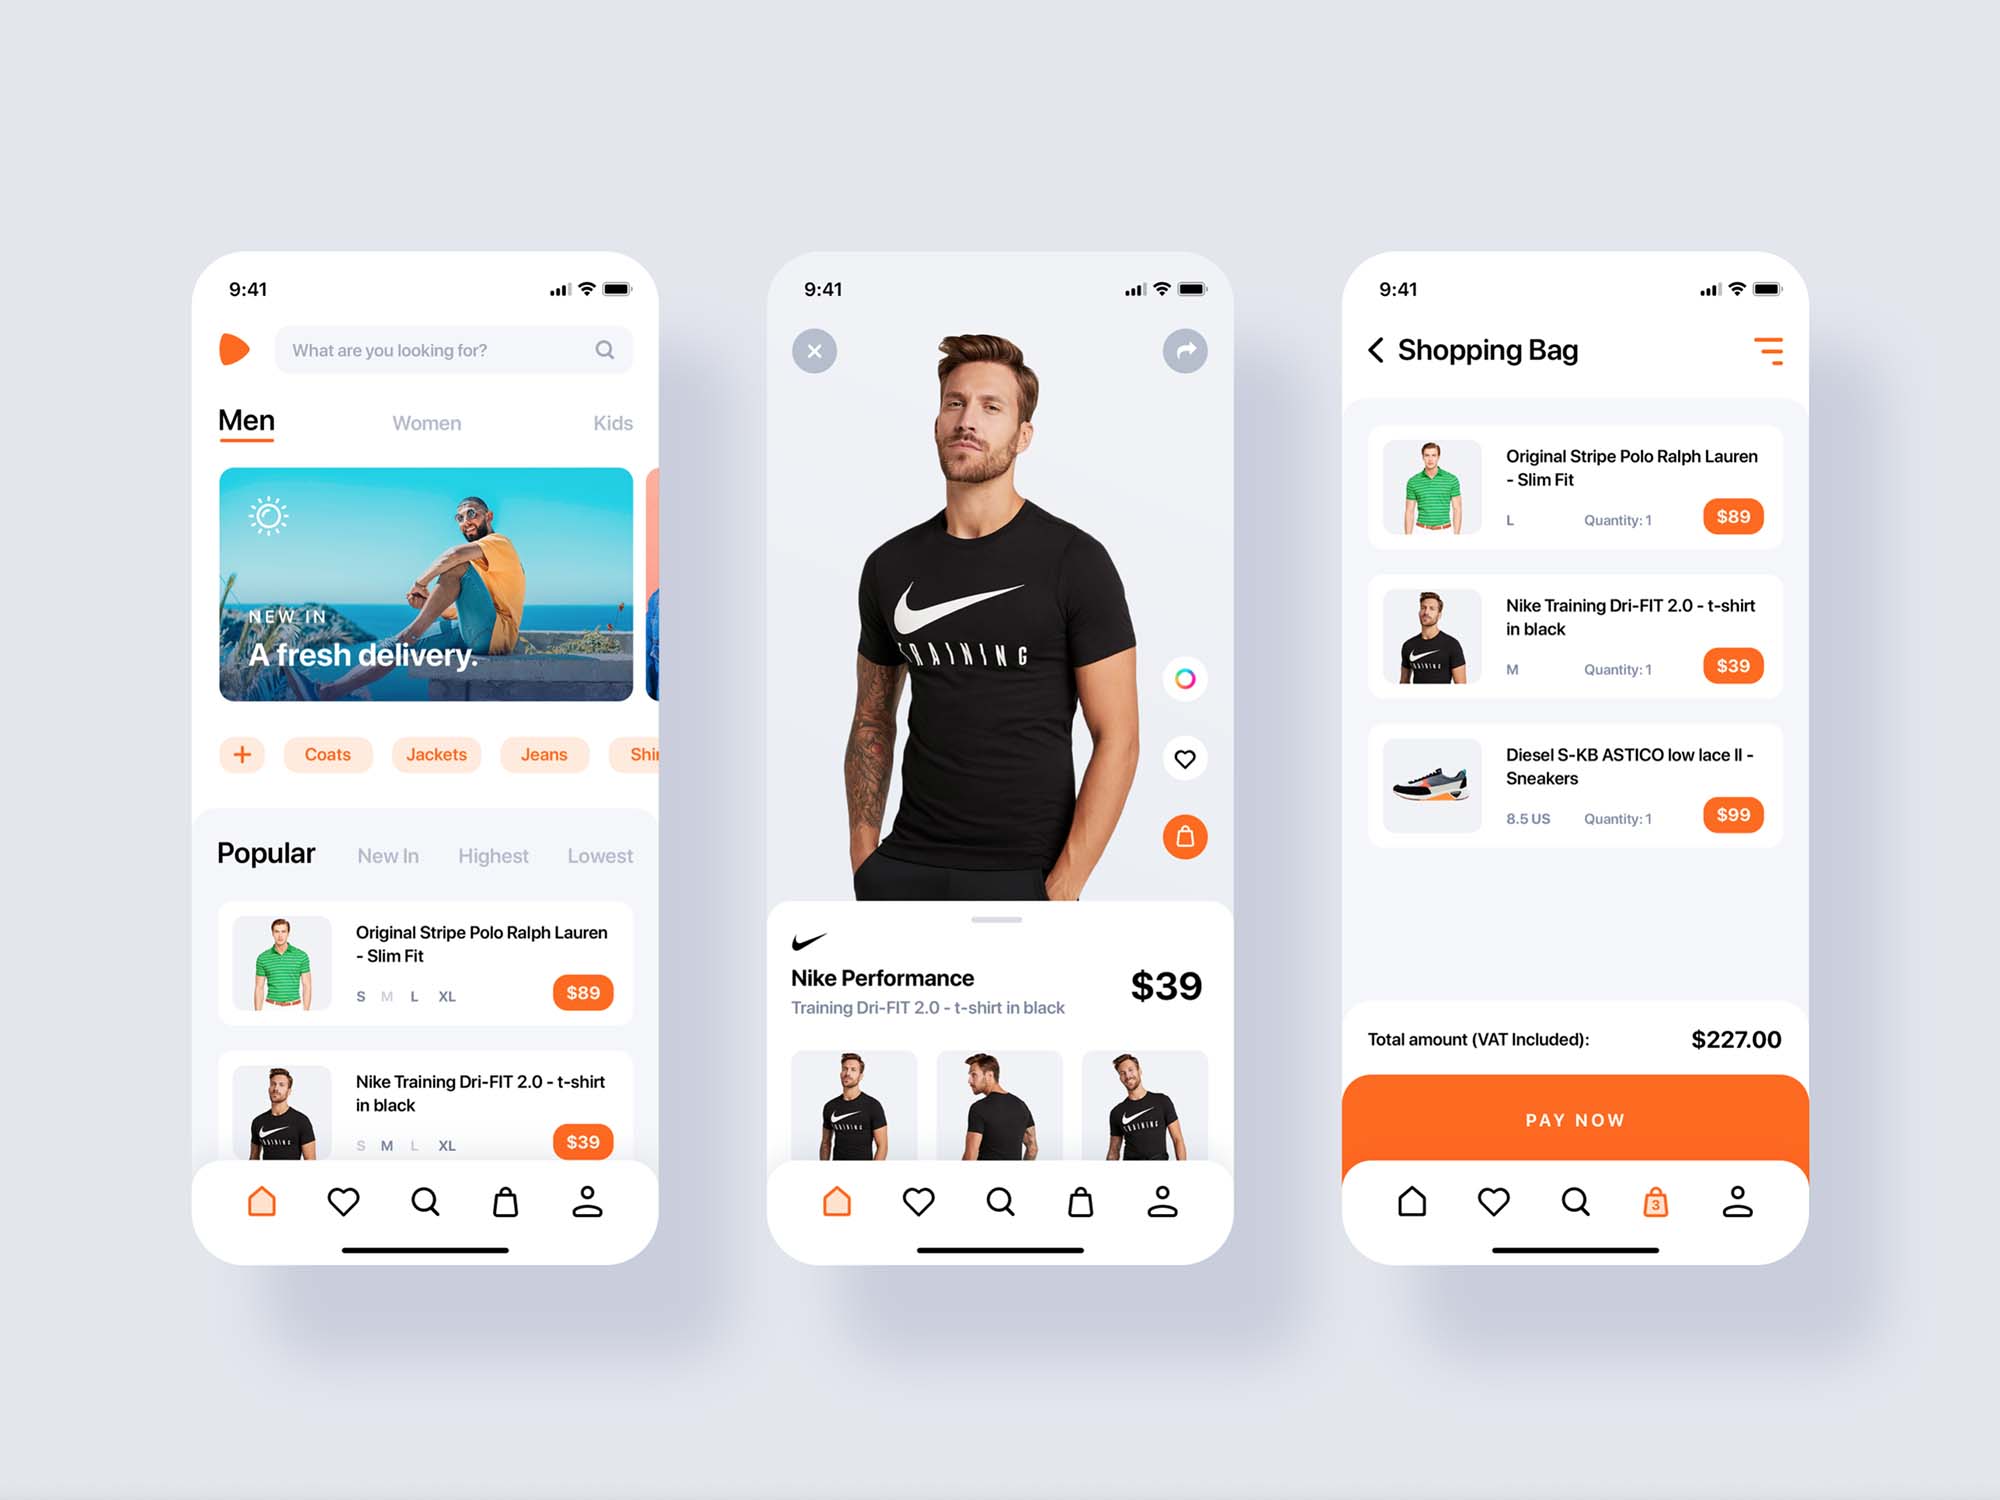 9:41
What are you looking for?
Men
Women
Kids
NEW IN
A fresh delivery.
+
Coats
Jackets
Jeans
Shir
Popular
New In
Highest
Lowest
Original Stripe Polo Ralph Lauren
- Slim Fit
S M L XL
$89
Nike Training Dri-FIT 2.0 - t-shirt
in black
S M L XL
$39
9:41
TRAINING
Nike Performance
$39
Training Dri-FIT 2.0 - t-shirt in black
9:41
Shopping Bag
Original Stripe Polo Ralph Lauren
- Slim Fit
L
Quantity: 1
$89
Nike Training Dri-FIT 2.0 - t-shirt
in black
M
Quantity: 1
$39
Diesel S-KB ASTICO low lace II -
Sneakers
8.5 US
Quantity: 1
$99
Total amount (VAT Included):
$227.00
PAY NOW
3